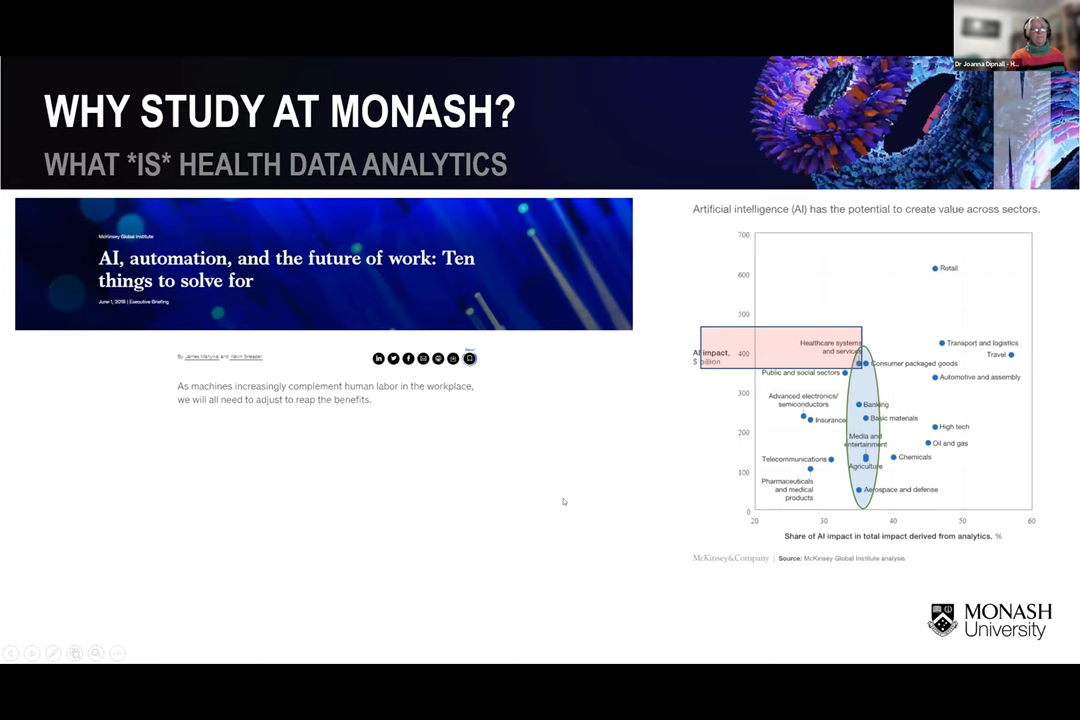 Dr Joanna Dipnall - H...
WHY STUDY AT MONASH?
WHAT *IS* HEALTH DATA ANALYTICS
McKinsey Global Institute
AI, automation, and the future of work: Ten
things to solve for
June 1, 2018 | Executive Briefing
By James Manyika and Kevin Sneader
New!
As machines increasingly complement human labor in the workplace,
we will all need to adjust to reap the benefits.
Artificial intelligence (AI) has the potential to create value across sectors.
700
600
500
400
300
200
100
0
AI impact,
$ billion
Retail
Healthcare systems
and services
Transport and logistics
Travel
Consumer packaged goods
Public and social sectors
Automotive and assembly
Advanced electronics/
semiconductors
Banking
Insurance
Basic materials
High tech
Media and
entertainment
Oil and gas
Telecommunications
Chemicals
Agriculture
Pharmaceuticals
and medical
products
Aerospace and defense
20
30
40
50
60
Share of AI impact in total impact derived from analytics, %
McKinsey&Company | Source: McKinsey Global Institute analysis
MONASH
University